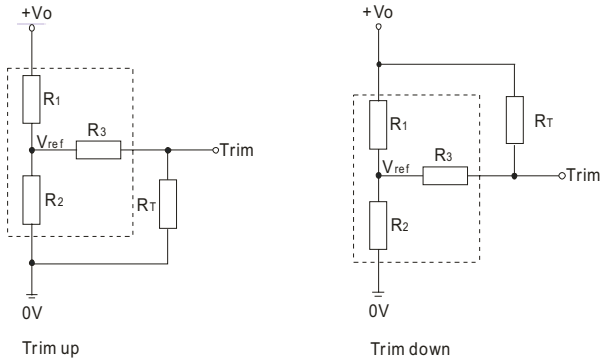 +Vo
R1
Vref
R3
Trim
R2
RT
0V
Trim up
+Vo
R1
RT
Vref
R3
Trim
R2
0V
Trim down